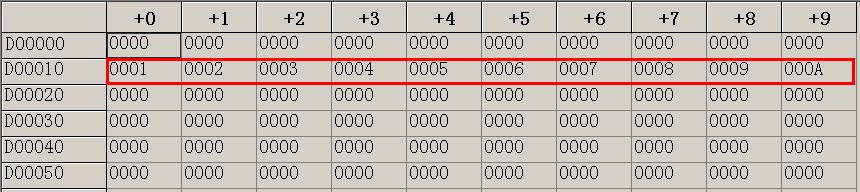 +0 +1 +2 +3 +4 +5 +6 +7 +8 +9
D00000 0000 0000 0000 0000 0000 0000 0000 0000 0000 0000
D00010 0001 0002 0003 0004 0005 0006 0007 0008 0009 000A
D00020 0000 0000 0000 0000 0000 0000 0000 0000 0000 0000
D00030 0000 0000 0000 0000 0000 0000 0000 0000 0000 0000
D00040 0000 0000 0000 0000 0000 0000 0000 0000 0000 0000
D00050 0000 0000 0000 0000 0000 0000 0000 0000 0000 0000